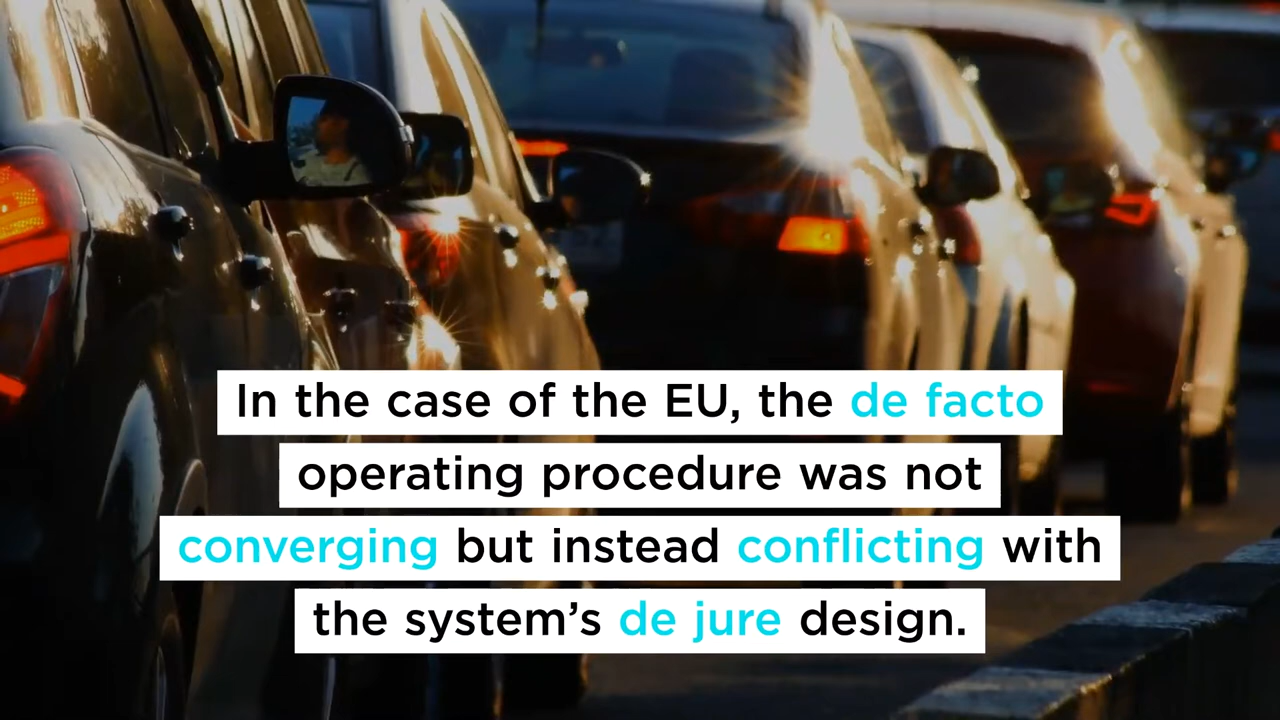 In the case of the EU, the de facto
operating procedure was not
converging but instead conflicting with
the system’s de jure design.